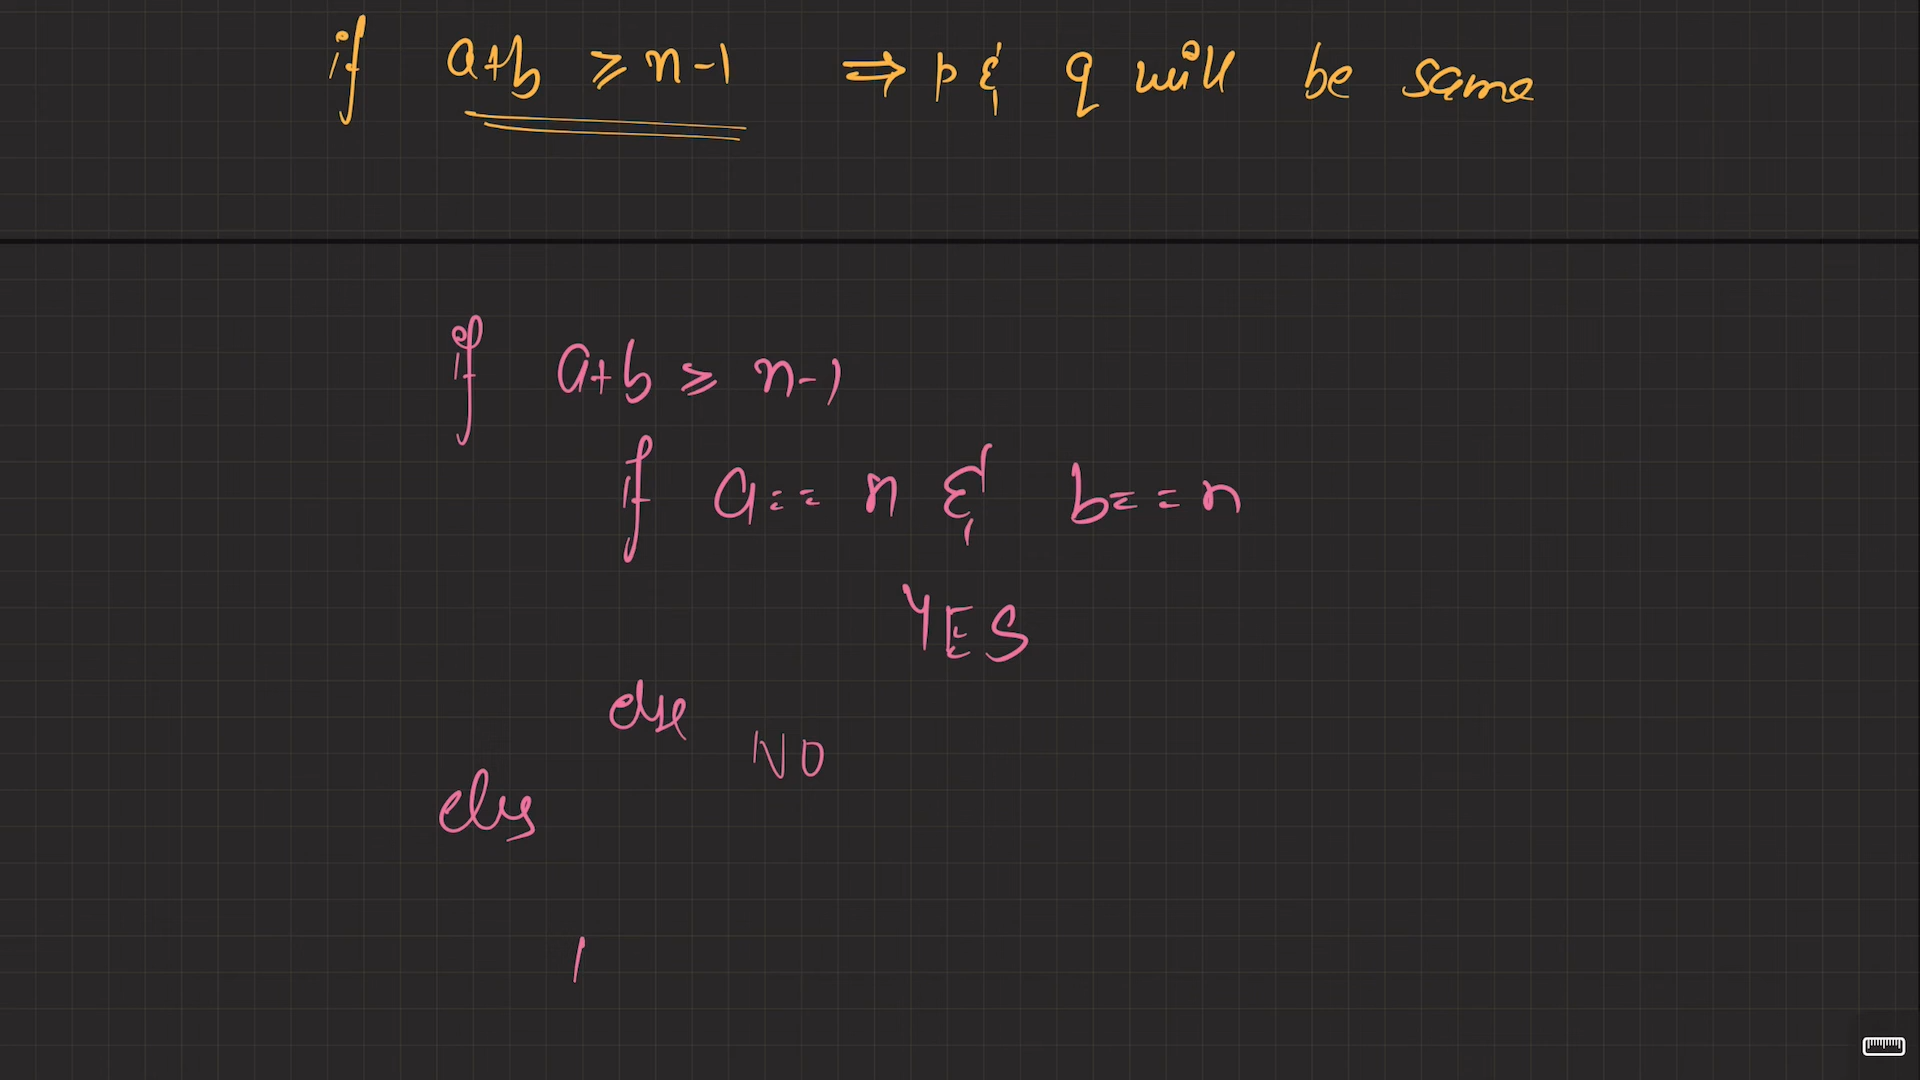 if a+b ≥ n-1 ⇒ p & q will be same
if a+b ≥ n-1
if a== n & b==n
YES
else
NO
else